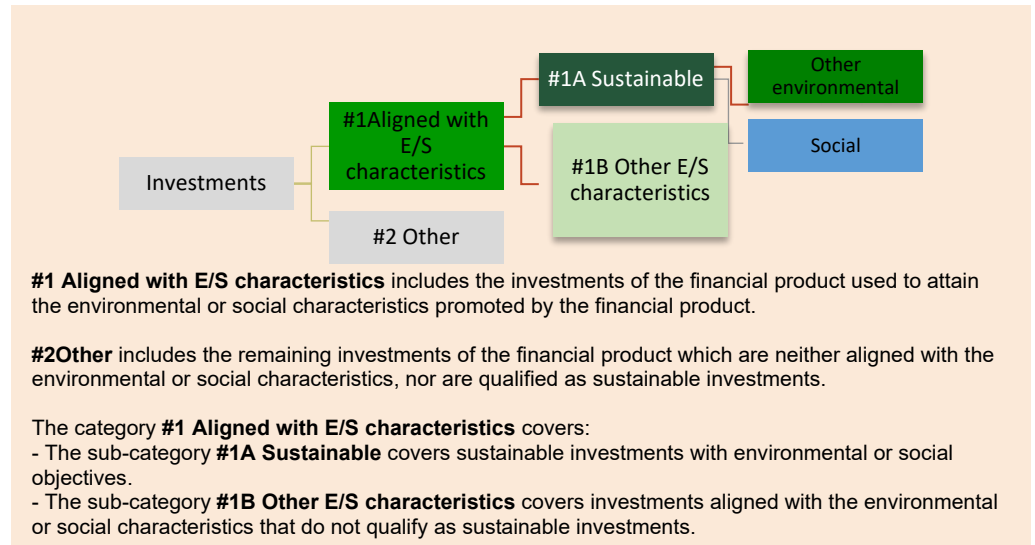 Investments
#1Aligned with
E/S
characteristics
#2 Other
#1A Sustainable
#1B Other E/S
characteristics
Other
environmental
Social
#1 Aligned with E/S characteristics includes the investments of the financial product used to attain
the environmental or social characteristics promoted by the financial product.
#2Other includes the remaining investments of the financial product which are neither aligned with the
environmental or social characteristics, nor are qualified as sustainable investments.
The category #1 Aligned with E/S characteristics covers:
- The sub-category #1A Sustainable covers sustainable investments with environmental or social
objectives.
- The sub-category #1B Other E/S characteristics covers investments aligned with the environmental
or social characteristics that do not qualify as sustainable investments.